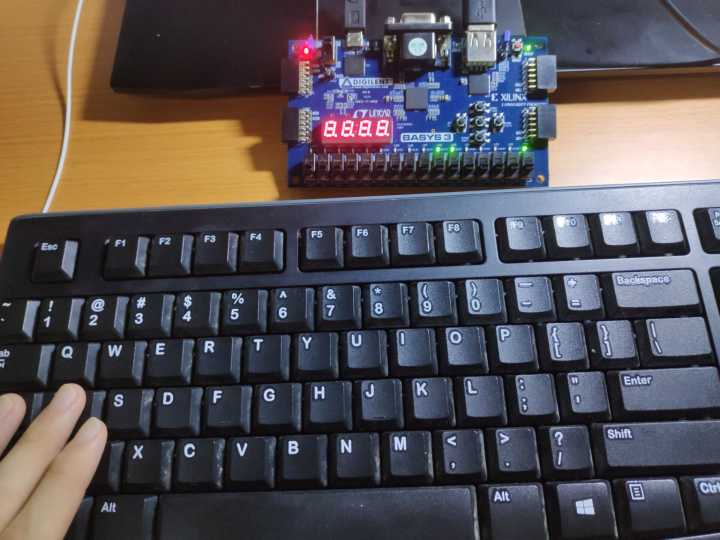 DIGILENT
XILINX
LINEAR
8.8.8.8.
BASYS 3
Esc F1 F2 F3 F4 F5 F6 F7 F8
~ ! @ # $ % ^ & * ( ) _ + Backspace
` 1 2 3 4 5 6 7 8 9 0 - =
Q W E R T Y U I O P { } |
[ ] \
S D F G H J K L : " Enter
; '
X C V B N M < > ? Shift
, . /
Alt Alt Ctrl